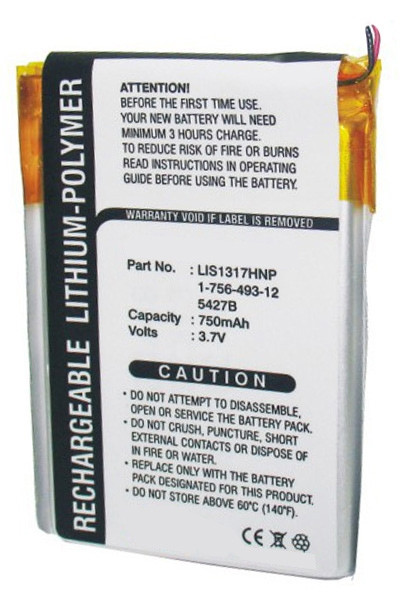 RECHARGEABLE LITHIUM-POLYMER
ATTENTION!
BEFORE THE FIRST TIME USE,
YOUR NEW BATTERY WILL NEED
MINIMUM 3 HOURS CHARGE.
TO REDUCE RISK OF FIRE OR BURNS
READ INSTRUCTIONS IN OPERATING
GUIDE BEFORE USING THE BATTERY.
WARRANTY VOID IF LABEL IS REMOVED
Part No. : LIS1317HNP
1-756-493-12
5427B
Capacity : 750mAh
Volts : 3.7V
CAUTION
• DO NOT ATTEMPT TO DISASSEMBLE,
OPEN OR SERVICE BATTERY PACK.
• DO NOT CRUSH, PUNCTURE, SHORT
EXTERNAL CONTACTS OR DISPOSE
IN FIRE OR WATER.
• REPLACE ONLY WITH THE BATTERY
PACK DESIGNATED FOR THIS PRODUCT.
• DO NOT STORE ABOVE 60°C (140°F).
CE